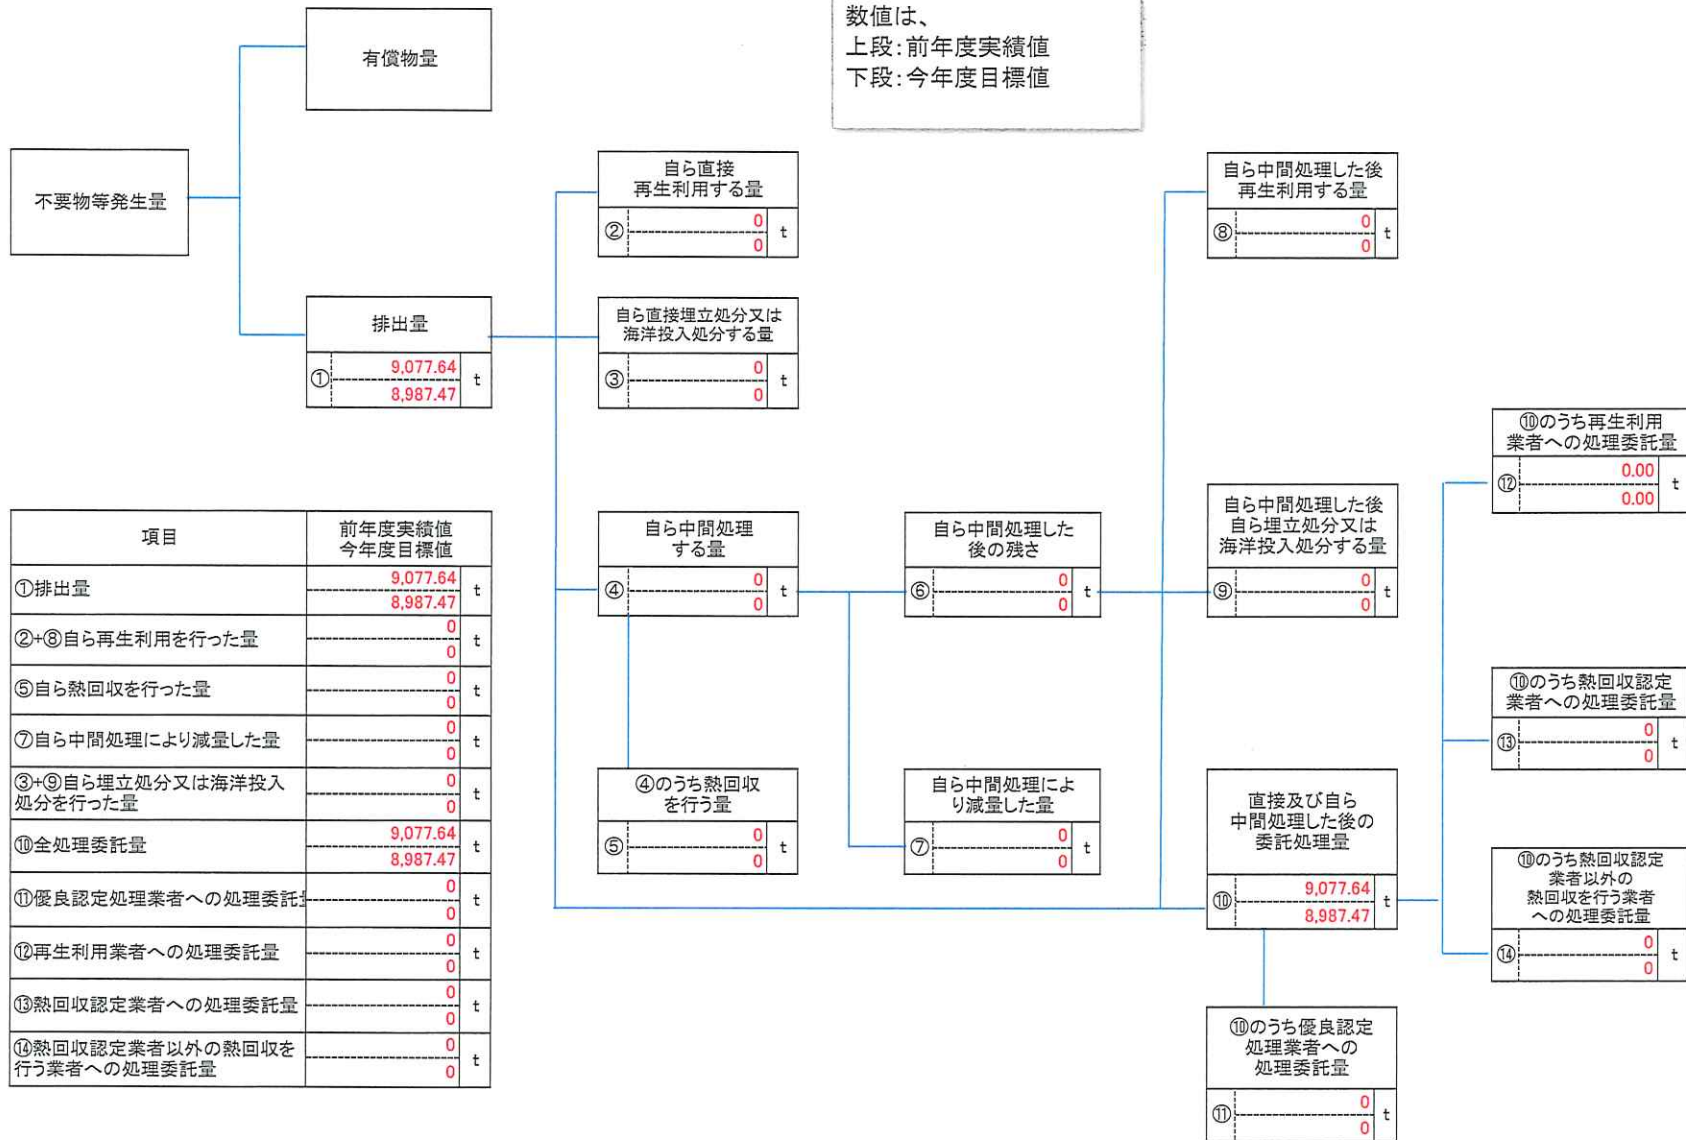 数値は、
上段:前年度実績値
下段:今年度目標値
有償物量
不要物等発生量
排出量
① 9,077.64 t
8,987.47
自ら直接
再生利用する量
② 0 t
0
自ら直接埋立処分又は
海洋投入処分する量
③ 0 t
0
自ら中間処理
する量
④ 0 t
0
④のうち熱回収
を行う量
⑤ 0 t
0
自ら中間処理した
後の残さ
⑥ 0 t
0
自ら中間処理によ
り減量した量
⑦ 0 t
0
自ら中間処理した後
再生利用する量
⑧ 0 t
0
自ら中間処理した後
自ら埋立処分又は
海洋投入処分する量
⑨ 0 t
0
直接及び自ら
中間処理した後の
委託処理量
⑩ 9,077.64 t
8,987.47
⑩のうち優良認定
処理業者への
処理委託量
⑪ 0 t
0
⑩のうち再生利用
業者への処理委託量
⑫ 0.00 t
0.00
⑩のうち熱回収認定
業者への処理委託量
⑬ 0 t
0
⑩のうち熱回収認定
業者以外の
熱回収を行う業者
への処理委託量
⑭ 0 t
0
項目 前年度実績値
今年度目標値
①排出量 9,077.64 t
8,987.47
②+⑧自ら再生利用を行った量 0 t
0
⑤自ら熱回収を行った量 0 t
0
⑦自ら中間処理により減量した量 0 t
0
③+⑨自ら埋立処分又は海洋投入
処分を行った量 0 t
0
⑩全処理委託量 9,077.64 t
8,987.47
⑪優良認定処理業者への処理委託 0 t
0
⑫再生利用業者への処理委託量 0 t
0
⑬熱回収認定業者への処理委託量 0 t
0
⑭熱回収認定業者以外の熱回収を
行う業者への処理委託量 0 t
0